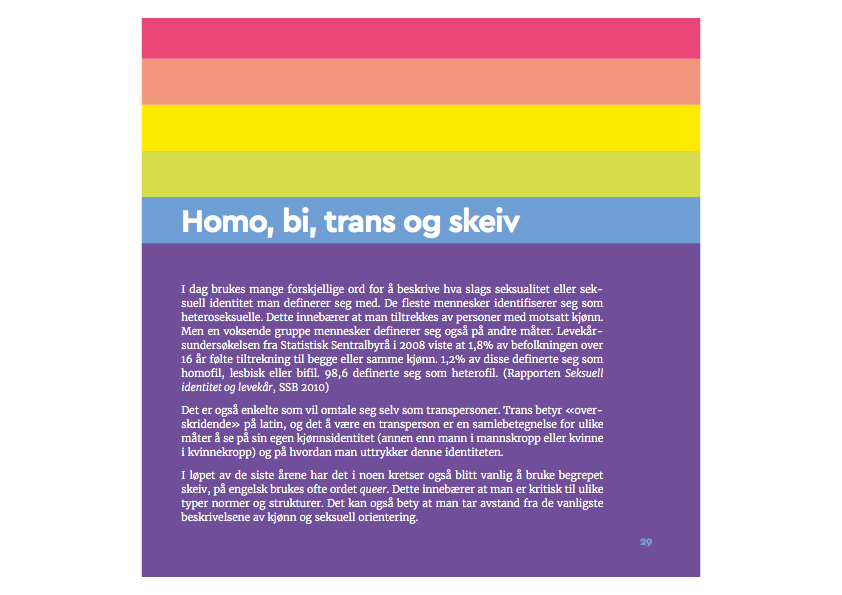 Homo, bi, trans og skeiv
I dag brukes mange forskjellige ord for å beskrive hva slags seksualitet eller sek-
suell identitet man definerer seg med. De fleste mennesker identifiserer seg som
heteroseksuelle. Dette innebærer at man tiltrekkes av personer med motsatt kjønn.
Men en voksende gruppe mennesker definerer seg også på andre måter. Levekår-
sundersøkelsen fra Statistisk Sentralbyrå i 2008 viste at 1,8% av befolkningen over
16 år følte tiltrekning til begge eller samme kjønn. 1,2% av disse definerte seg som
homofil, lesbisk eller bifil. 98,6 definerte seg som heterofil. (Rapporten Seksuell
identitet og levekår, SSB 2010)
Det er også enkelte som vil omtale seg selv som transpersoner. Trans betyr «over-
skridende» på latin, og det å være en transperson er en samlebetegnelse for ulike
måter å se på sin egen kjønnsidentitet (annen enn mann i mannskropp eller kvinne
i kvinnekropp) og på hvordan man uttrykker denne identiteten.
I løpet av de siste årene har det i noen kretser også blitt vanlig å bruke begrepet
skeiv, på engelsk brukes ofte ordet queer. Dette innebærer at man er kritisk til ulike
typer normer og strukturer. Det kan også bety at man tar avstand fra de vanligste
beskrivelsene av kjønn og seksuell orientering.
29